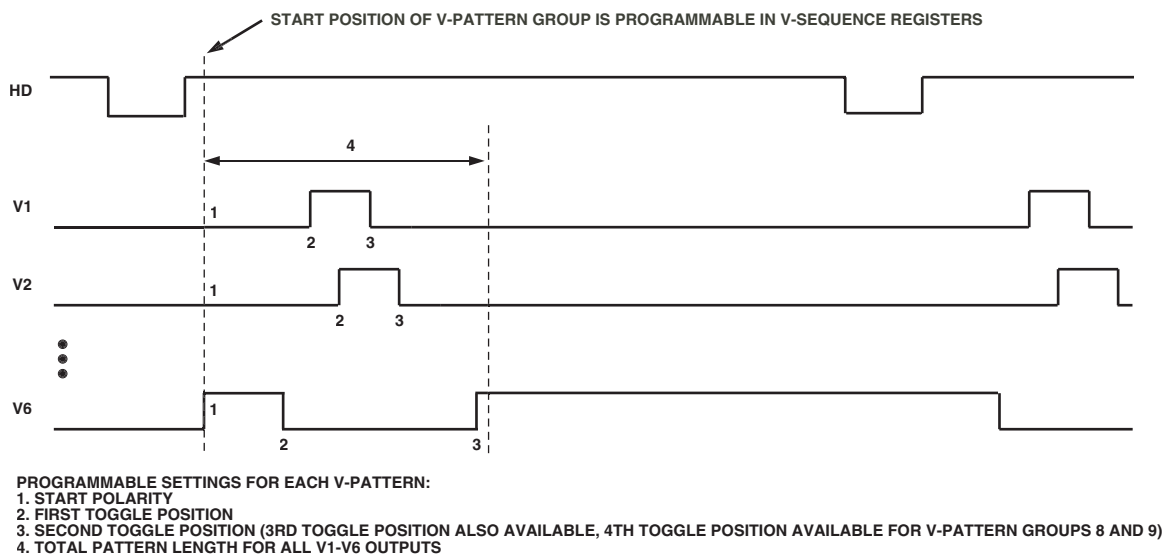 START POSITION OF V-PATTERN GROUP IS PROGRAMMABLE IN V-SEQUENCE REGISTERS
HD
4
V1
1
2 3
V2
1
2 3
V6
1
2 3
PROGRAMMABLE SETTINGS FOR EACH V-PATTERN:
1. START POLARITY
2. FIRST TOGGLE POSITION
3. SECOND TOGGLE POSITION (3RD TOGGLE POSITION ALSO AVAILABLE, 4TH TOGGLE POSITION AVAILABLE FOR V-PATTERN GROUPS 8 AND 9)
4. TOTAL PATTERN LENGTH FOR ALL V1-V6 OUTPUTS